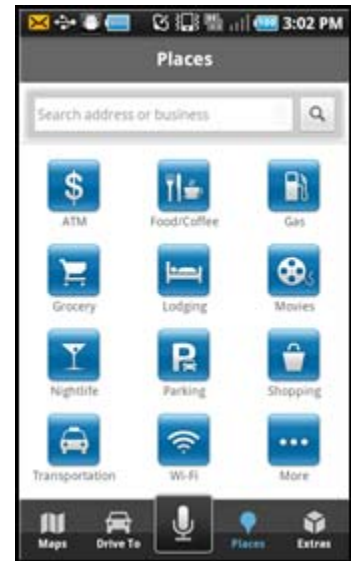 3:02 PM
Places
Search address or business
$
ATM
Food/Coffee
Gas
Grocery
Lodging
Movies
P
Nightlife
Parking
Shopping
Transportation
Wi-Fi
More
Maps
Drive To
Places
Extras